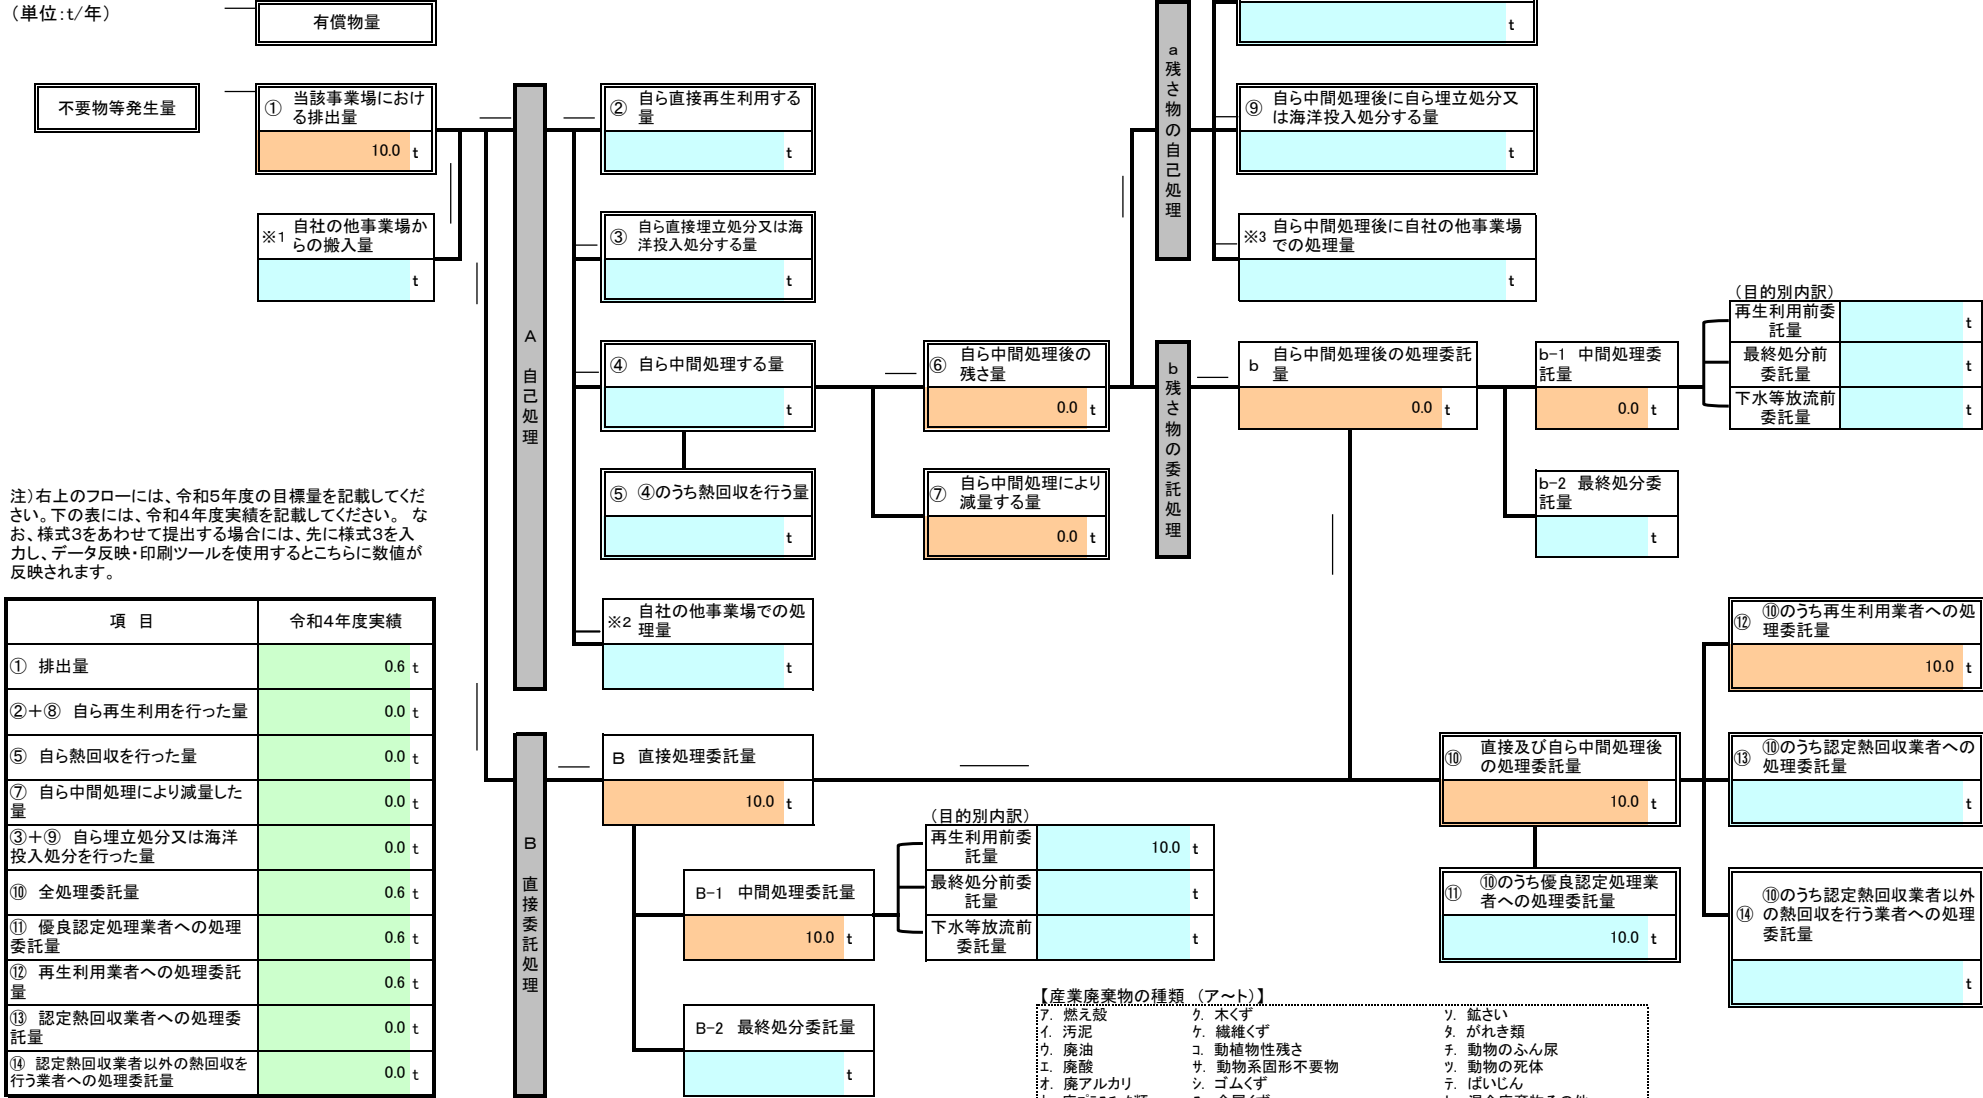 （単位:t/年）
有償物量
t
不要物等発生量
① 当該事業場におけ
る排出量
10.0 t
※1 自社の他事業場か
らの搬入量
t
A 自己処理
② 自ら直接再生利用する
量
t
③ 自ら直接埋立処分又は海
洋投入処分する量
t
④ 自ら中間処理する量
t
⑤ ④のうち熱回収を行う量
t
※2 自社の他事業場での処
理量
t
⑥ 自ら中間処理後の
残さ量
0.0 t
⑦ 自ら中間処理により
減量する量
0.0 t
a 残さ物の自己処理
⑨ 自ら中間処理後に自ら埋立処分又
は海洋投入処分する量
t
※3 自ら中間処理後に自社の他事業場
での処理量
t
b 残さ物の委託処理
b 自ら中間処理後の処理委託
量
0.0 t
b-1 中間処理委
託量
0.0 t
b-2 最終処分委
託量
t
（目的別内訳）
再生利用前委
託量
t
最終処分前
委託量
t
下水等放流前
委託量
t
注）右上のフローには、令和5年度の目標量を記載してくだ
さい。下の表には、令和4年度実績を記載してください。 な
お、様式3をあわせて提出する場合には、先に様式3を入
力し、データ反映・印刷ツールを使用するとこちらに数値が
反映されます。
項 目 令和4年度実績
① 排出量 0.6 t
②＋⑧ 自ら再生利用を行った量 0.0 t
⑤ 自ら熱回収を行った量 0.0 t
⑦ 自ら中間処理により減量した
量 0.0 t
③＋⑨ 自ら埋立処分又は海洋
投入処分を行った量 0.0 t
⑩ 全処理委託量 0.6 t
⑪ 優良認定処理業者への処理
委託量 0.6 t
⑫ 再生利用業者への処理委託
量 0.6 t
⑬ 認定熱回収業者への処理委
託量 0.0 t
⑭ 認定熱回収業者以外の熱回収を
行う業者への処理委託量 0.0 t
B 直接委託処理
B 直接処理委託量
10.0 t
B-1 中間処理委託量
10.0 t
B-2 最終処分委託量
t
（目的別内訳）
再生利用前委
託量
10.0 t
最終処分前委
託量
t
下水等放流前
委託量
t
⑩ 直接及び自ら中間処理後
の処理委託量
10.0 t
⑪ ⑩のうち優良認定処理業
者への処理委託量
10.0 t
⑫ ⑩のうち再生利用業者への処
理委託量
10.0 t
⑬ ⑩のうち認定熱回収業者への
処理委託量
t
⑭ ⑩のうち認定熱回収業者以外
の熱回収を行う業者への処理
委託量
t
【産業廃棄物の種類 （ア～ト）】
ア. 燃え殻 ク. 木くず ソ. 鉱さい
イ. 汚泥 ケ. 繊維くず タ. がれき類
ウ. 廃油 コ. 動植物性残さ チ. 動物のふん尿
エ. 廃酸 サ. 動物系固形不要物 ツ. 動物の死体
オ. 廃アルカリ シ. ゴムくず テ. ばいじん